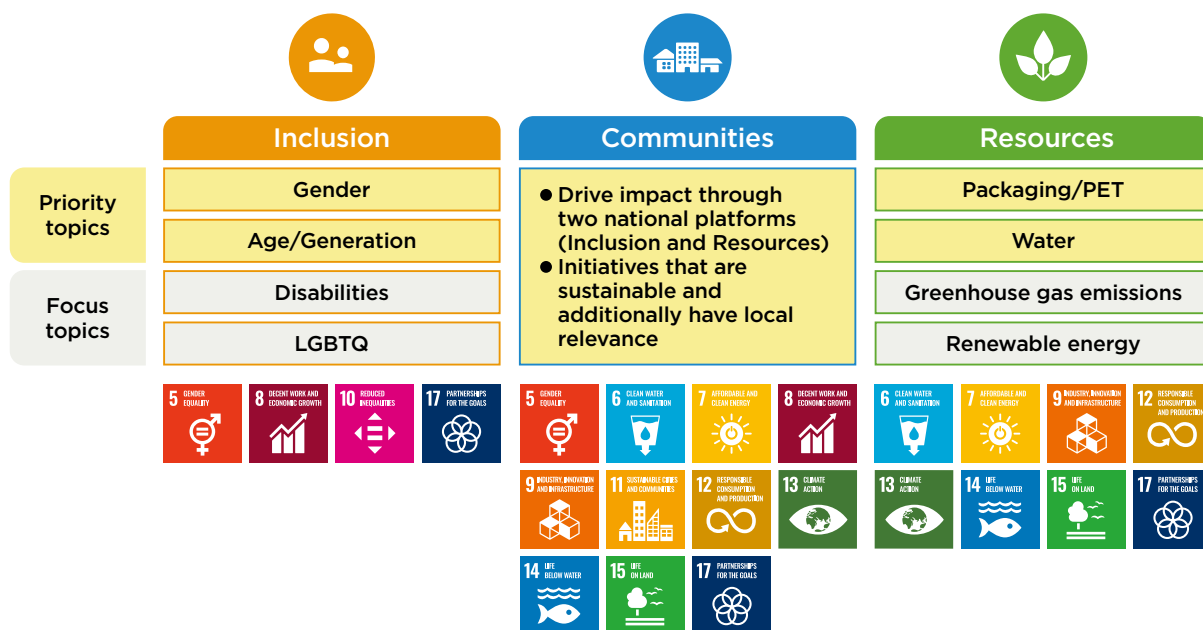 Inclusion
Communities
Resources
Priority
topics
Gender
Age/Generation
● Drive impact through
two national platforms
(Inclusion and Resources)
● Initiatives that are
sustainable and
additionally have local
relevance
Packaging/PET
Water
Focus
topics
Disabilities
LGBTQ
Greenhouse gas emissions
Renewable energy
5 GENDER
EQUALITY
8 DECENT WORK AND
ECONOMIC GROWTH
10 REDUCED
INEQUALITIES
17 PARTNERSHIPS
FOR THE GOALS
5 GENDER
EQUALITY
6 CLEAN WATER
AND SANITATION
7 AFFORDABLE AND
CLEAN ENERGY
8 DECENT WORK AND
ECONOMIC GROWTH
9 INDUSTRY, INNOVATION
AND INFRASTRUCTURE
11 SUSTAINABLE CITIES
AND COMMUNITIES
12 RESPONSIBLE
CONSUMPTION
AND PRODUCTION
13 CLIMATE
ACTION
14 LIFE
BELOW WATER
15 LIFE
ON LAND
17 PARTNERSHIPS
FOR THE GOALS
6 CLEAN WATER
AND SANITATION
7 AFFORDABLE AND
CLEAN ENERGY
9 INDUSTRY, INNOVATION
AND INFRASTRUCTURE
12 RESPONSIBLE
CONSUMPTION
AND PRODUCTION
13 CLIMATE
ACTION
14 LIFE
BELOW WATER
15 LIFE
ON LAND
17 PARTNERSHIPS
FOR THE GOALS